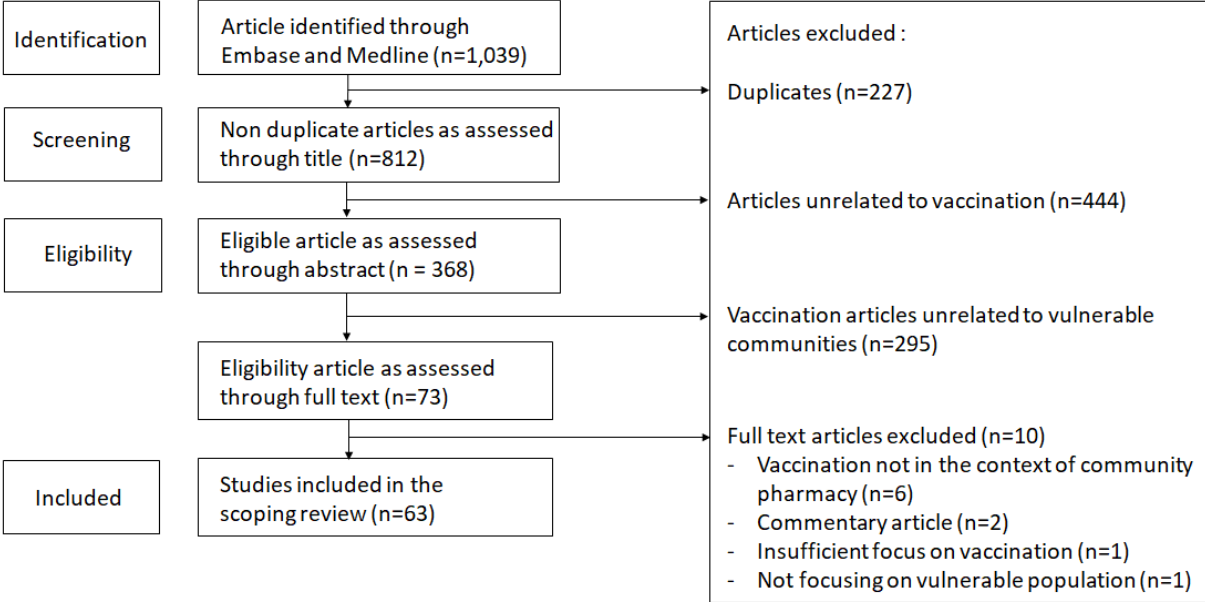 Identification
Article identified through
Embase and Medline (n=1,039)
Screening
Non duplicate articles as assessed
through title (n=812)
Eligibility
Eligible article as assessed
through abstract (n = 368)
Eligibility article as assessed
through full text (n=73)
Included
Studies included in the
scoping review (n=63)
Articles excluded :
Duplicates (n=227)
Articles unrelated to vaccination (n=444)
Vaccination articles unrelated to vulnerable
communities (n=295)
Full text articles excluded (n=10)
- Vaccination not in the context of community
pharmacy (n=6)
- Commentary article (n=2)
- Insufficient focus on vaccination (n=1)
- Not focusing on vulnerable population (n=1)